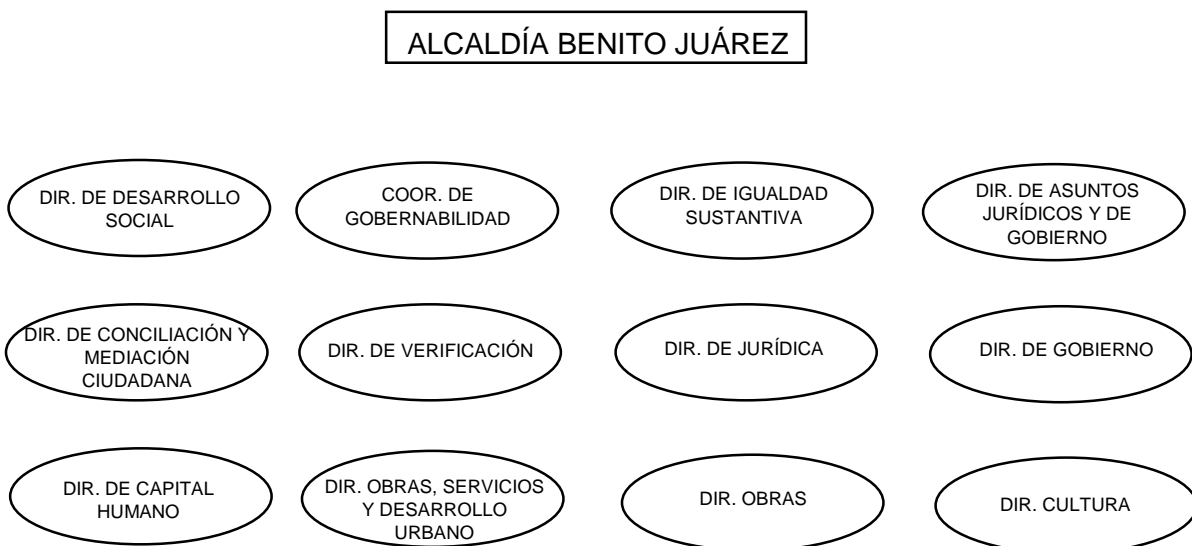 ALCALDÍA BENITO JUÁREZ
DIR. DE DESARROLLO
SOCIAL
COOR. DE
GOBERNABILIDAD
DIR. DE IGUALDAD
SUSTANTIVA
DIR. DE ASUNTOS
JURÍDICOS Y DE
GOBIERNO
DIR. DE CONCILIACIÓN Y
MEDIACIÓN
CIUDADANA
DIR. DE VERIFICACIÓN
DIR. DE JURÍDICA
DIR. DE GOBIERNO
DIR. DE CAPITAL
HUMANO
DIR. OBRAS, SERVICIOS
Y DESARROLLO
URBANO
DIR. OBRAS
DIR. CULTURA